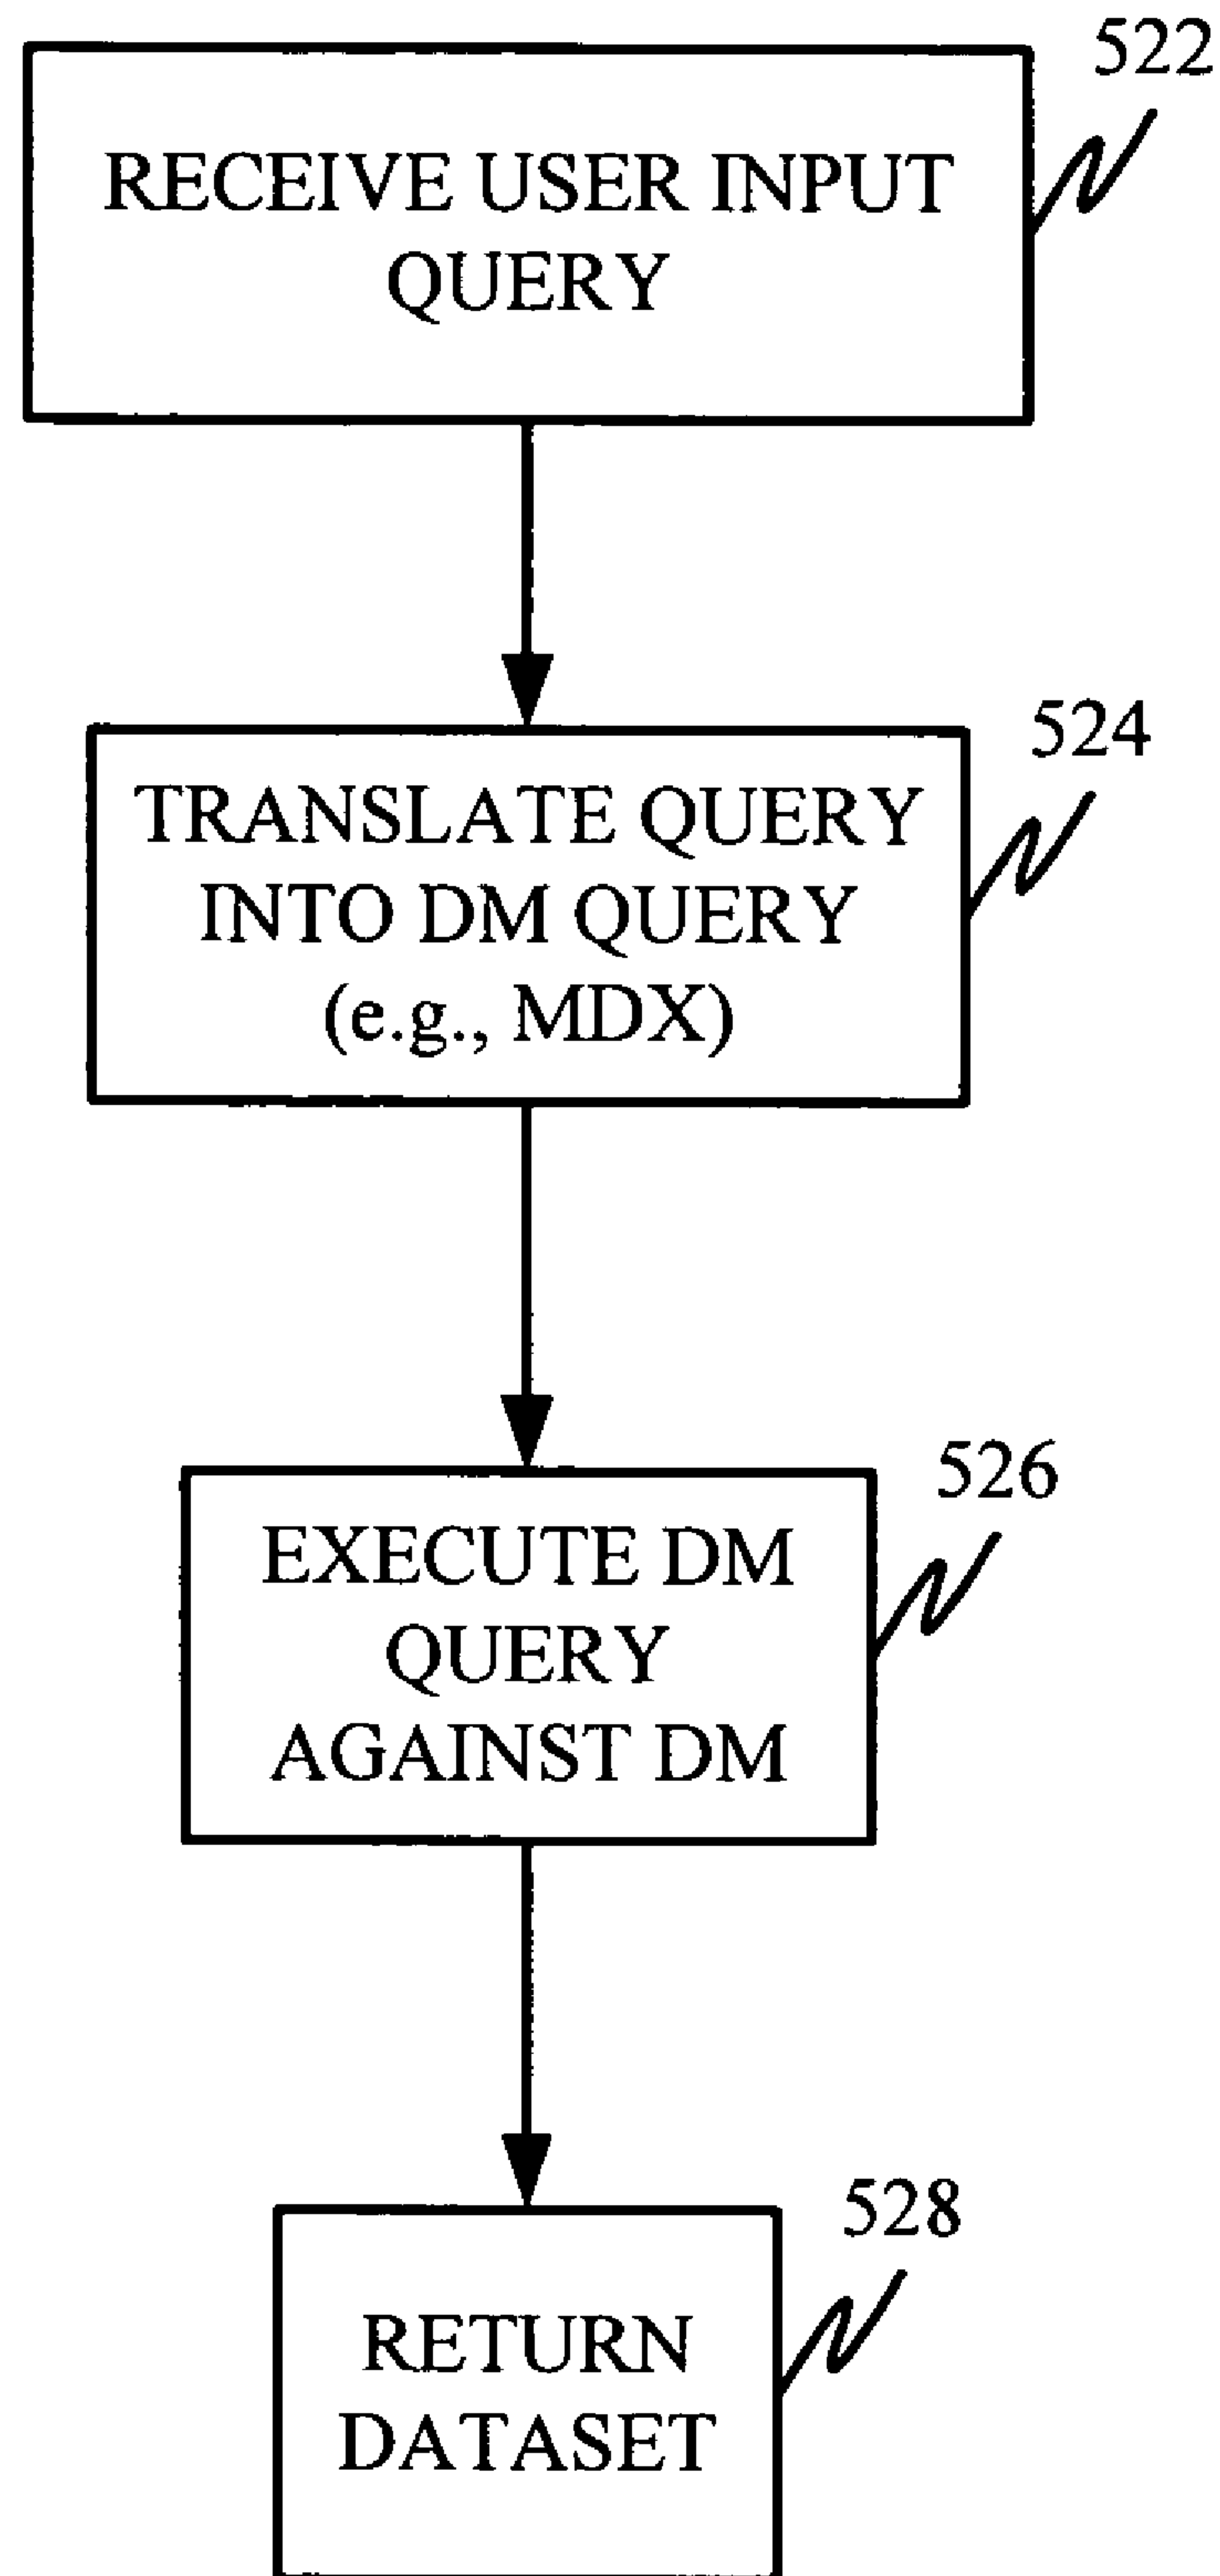 522
RECEIVE USER INPUT
QUERY
524
TRANSLATE QUERY
INTO DM QUERY
(e.g., MDX)
526
EXECUTE DM
QUERY
AGAINST DM
528
RETURN
DATASET